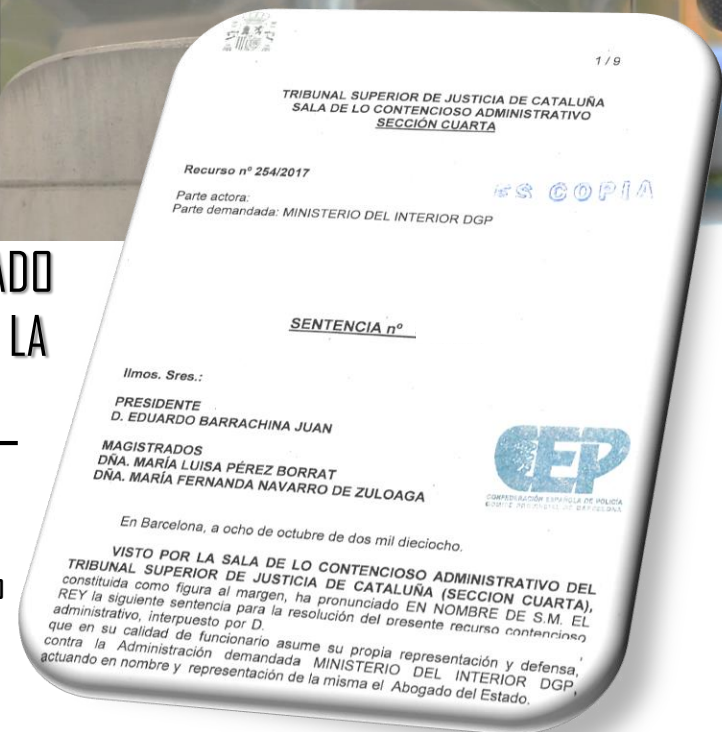 ADO
LA
1 / 9
TRIBUNAL SUPERIOR DE JUSTICIA DE CATALUÑA
SALA DE LO CONTENCIOSO ADMINISTRATIVO
SECCIÓN CUARTA
Recurso nº 254/2017
ES COPIA
Parte actora:
Parte demandada: MINISTERIO DEL INTERIOR DGP
SENTENCIA nº
Ilmos. Sres.:
PRESIDENTE
D. EDUARDO BARRACHINA JUAN
MAGISTRADOS
DÑA. MARÍA LUISA PÉREZ BORRAT
DÑA. MARÍA FERNANDA NAVARRO DE ZULOAGA
CEP
CONFEDERACIÓN ESPAÑOLA DE POLICÍA
COMITÉ PROVINCIAL DE BARCELONA
En Barcelona, a ocho de octubre de dos mil dieciocho.
VISTO POR LA SALA DE LO CONTENCIOSO ADMINISTRATIVO DEL
TRIBUNAL SUPERIOR DE JUSTICIA DE CATALUÑA (SECCION CUARTA),
constituida como figura al margen, ha pronunciado EN NOMBRE DE S.M. EL
REY la siguiente sentencia para la resolución del presente recurso contencioso
administrativo, interpuesto por D.
que en su calidad de funcionario asume su propia representación y defensa,
contra la Administración demandada MINISTERIO DEL INTERIOR DGP,
actuando en nombre y representación de la misma el Abogado del Estado.